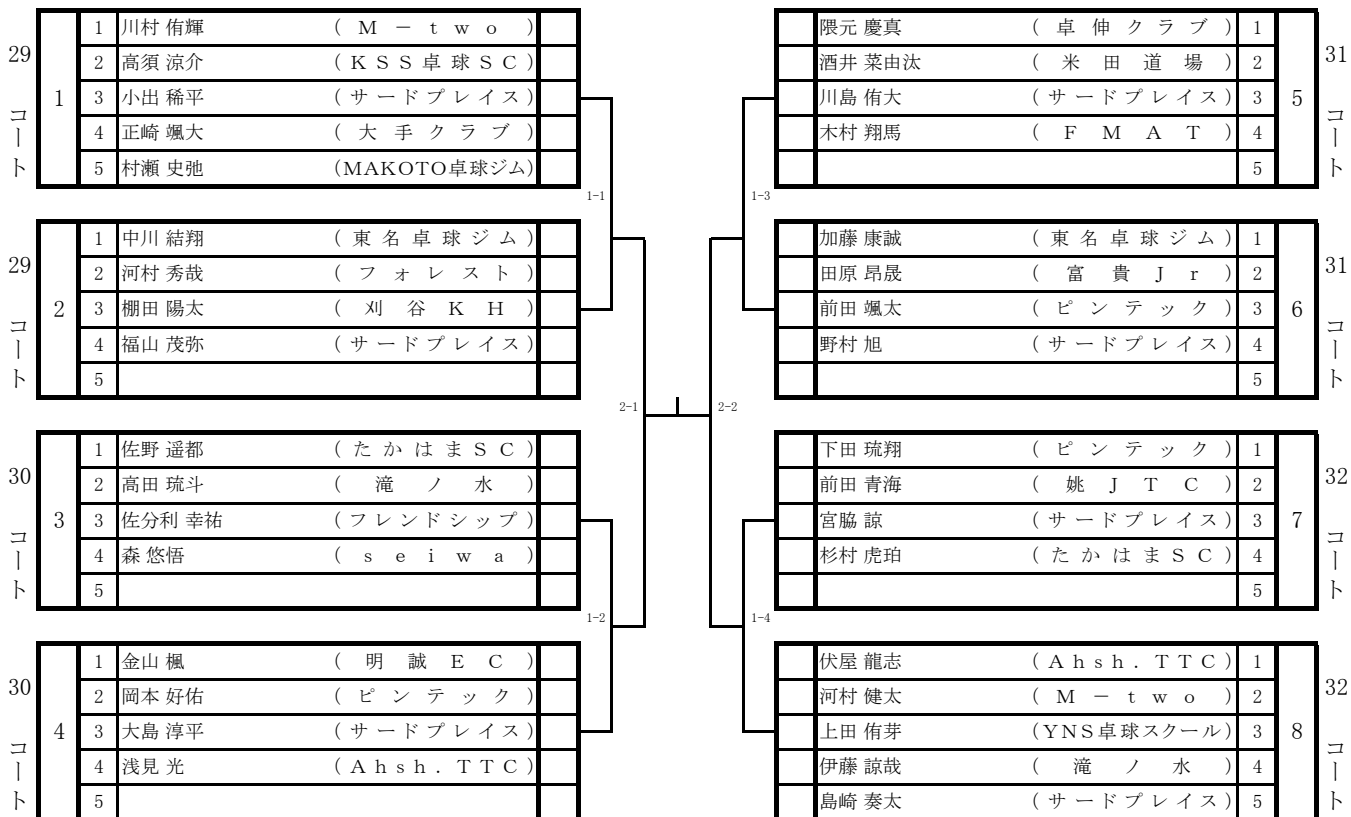 29コート
1
1 川村 侑輝 (M-two)
2 高須 涼介 (KSS卓球SC)
3 小出 稀平 (サードプレイス)
4 正崎 颯大 (大手クラブ)
5 村瀬 史弛 (MAKOTO卓球ジム)
1-1
29コート
2
1 中川 結翔 (東名卓球ジム)
2 河村 秀哉 (フォレスト)
3 棚田 陽太 (刈谷KH)
4 福山 茂弥 (サードプレイス)
5
2-1
30コート
3
1 佐野 遥都 (たかはまSC)
2 高田 琉斗 (滝ノ水)
3 佐分利 幸祐 (フレンドシップ)
4 森 悠悟 (seiwa)
5
1-2
30コート
4
1 金山 楓 (明誠EC)
2 岡本 好佑 (ピンテック)
3 大島 淳平 (サードプレイス)
4 浅見 光 (Ahsh.TTC)
5
隈元 慶真 (卓伸クラブ) 1
酒井 菜由汰 (米田道場) 2
川島 侑大 (サードプレイス) 3
木村 翔馬 (FMAT) 4
5
5
31コート
1-3
加藤 康誠 (東名卓球ジム) 1
田原 昂晟 (富貴Jr) 2
前田 颯太 (ピンテック) 3
野村 旭 (サードプレイス) 4
5
6
31コート
2-2
下田 琉翔 (ピンテック) 1
前田 青海 (姚JTC) 2
宮脇 諒 (サードプレイス) 3
杉村 虎珀 (たかはまSC) 4
5
7
32コート
1-4
伏屋 龍志 (Ahsh.TTC) 1
河村 健太 (M-two) 2
上田 侑芽 (YNS卓球スクール) 3
伊藤 諒哉 (滝ノ水) 4
島崎 奏太 (サードプレイス) 5
8
32コート